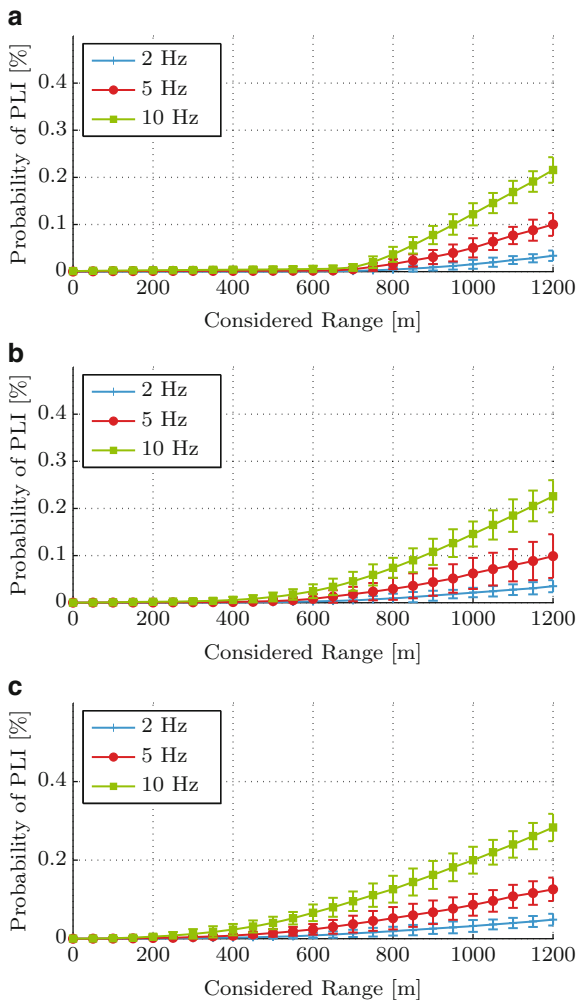 a
Probability of PLI [%]
0.4
0.3
0.2
0.1
0
2 Hz
5 Hz
10 Hz
0 200 400 600 800 1000 1200
Considered Range [m]
b
Probability of PLI [%]
0.4
0.3
0.2
0.1
0
2 Hz
5 Hz
10 Hz
0 200 400 600 800 1000 1200
Considered Range [m]
c
Probability of PLI [%]
0.4
0.2
0
2 Hz
5 Hz
10 Hz
0 200 400 600 800 1000 1200
Considered Range [m]